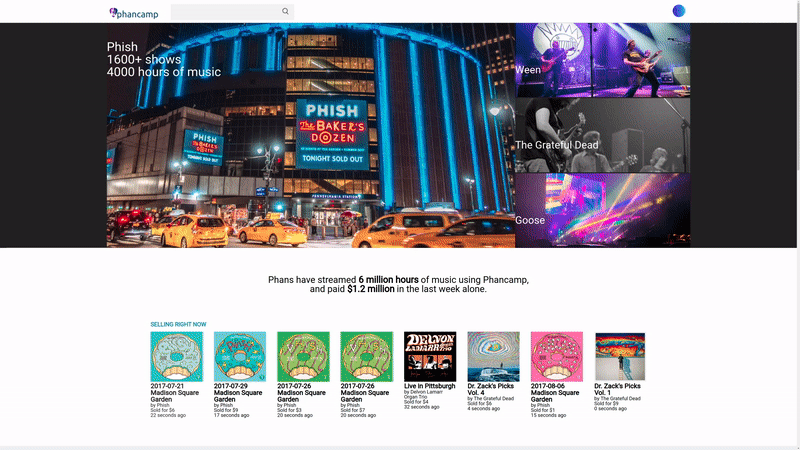 phancamp
Phish
1600+ shows
4000 hours of music
PHISH
THE BAKER'S
DOZEN
TONIGHT SOLD OUT
PHISH
THE BAKER'S
DOZEN
TONIGHT SOLD OUT
PENNSYLVANIA STATION
Ween
The Grateful Dead
Goose
Phans have streamed 6 million hours of music using Phancamp,
and paid $1.2 million in the last week alone.
SELLING RIGHT NOW
2017-07-21
Madison Square
Garden
by Phish
Sold for $6
22 seconds ago
2017-07-29
Madison Square
Garden
by Phish
Sold for $9
17 seconds ago
2017-07-26
Madison Square
Garden
by Phish
Sold for $3
20 seconds ago
2017-07-26
Madison Square
Garden
by Phish
Sold for $7
20 seconds ago
DELVON
LAMARR
Live in Pittsburgh
by Delvon Lamarr
Organ Trio
Sold for $4
32 seconds ago
Dr. Zack's Picks
Vol. 4
by The Grateful Dead
Sold for $6
4 seconds ago
2017-08-06
Madison Square
Garden
by Phish
Sold for $1
15 seconds ago
Dr. Zack's Picks
Vol. 1
by The Grateful Dead
Sold for $9
0 seconds ago